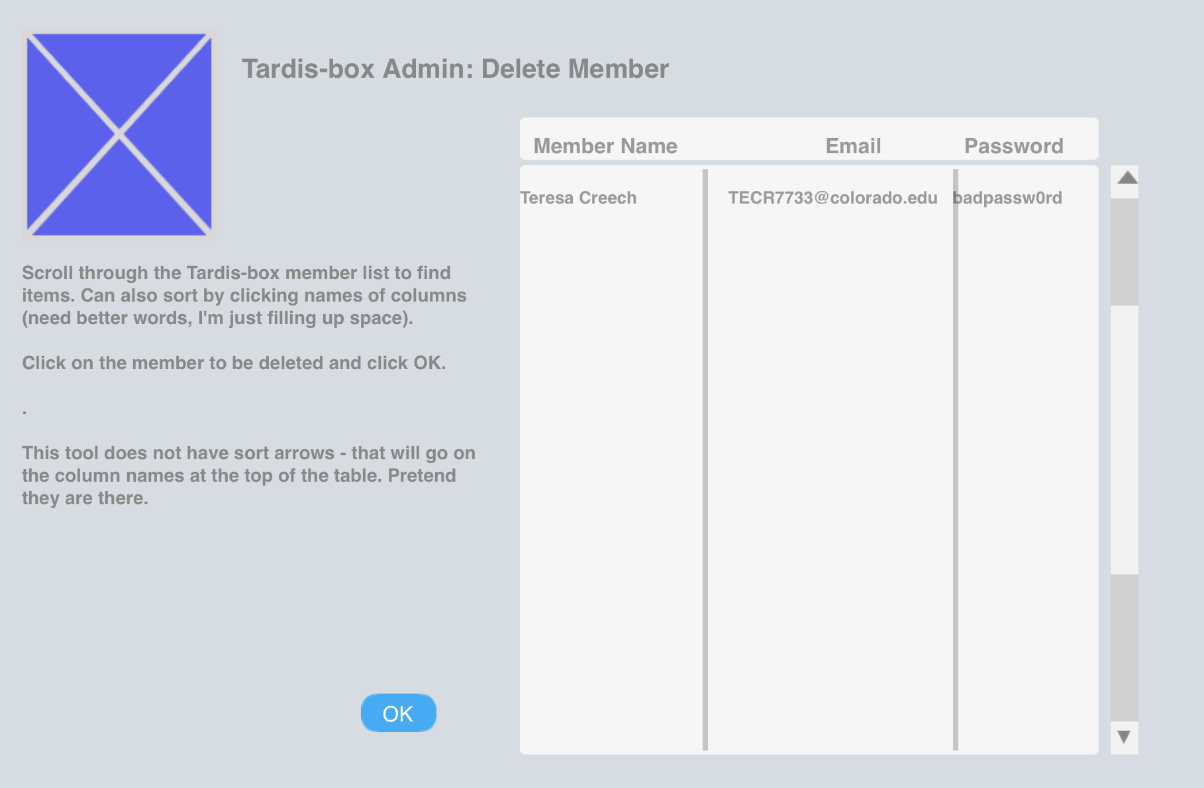 Tardis-box Admin: Delete Member
Member Name Email Password
Teresa Creech TECR7733@colorado.edu badpassw0rd
Scroll through the Tardis-box member list to find
items. Can also sort by clicking names of columns
(need better words, I'm just filling up space).
Click on the member to be deleted and click OK.
.
This tool does not have sort arrows - that will go on
the column names at the top of the table. Pretend
they are there.
OK